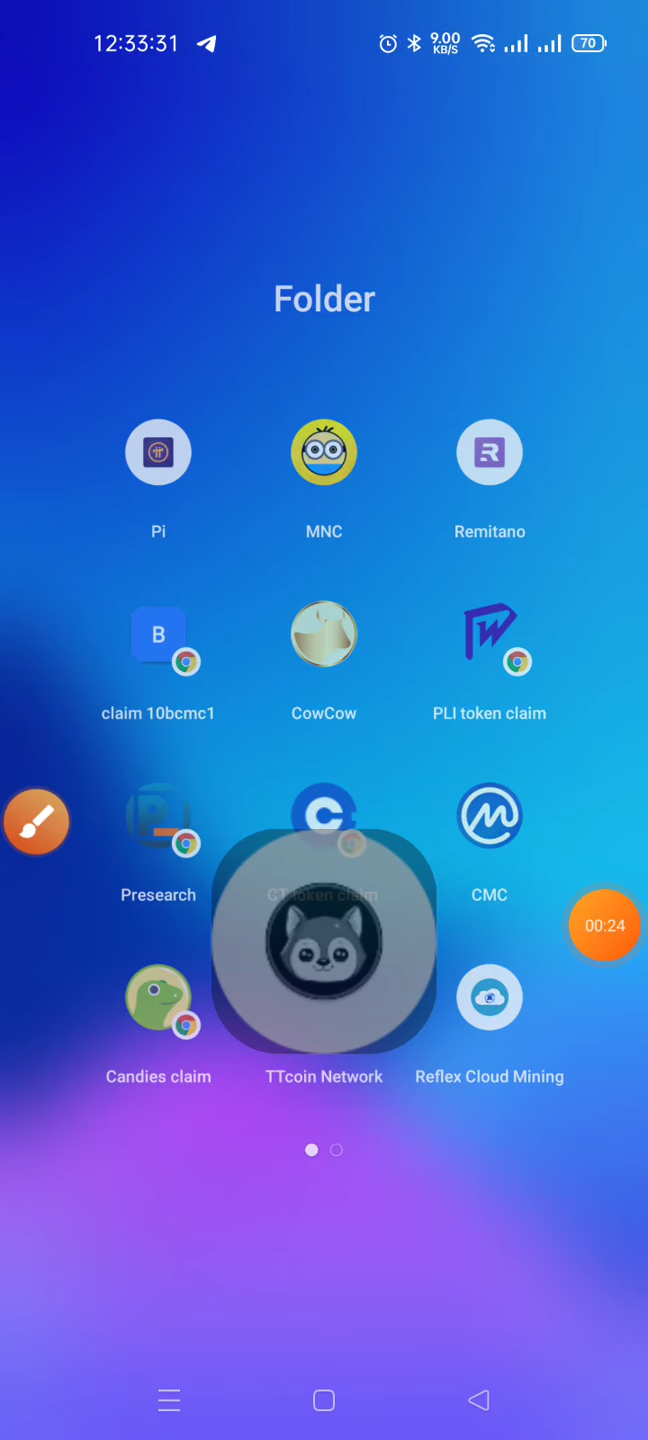 12:33:31
9.00
KB/S
70
Folder
Pi
MNC
Remitano
B
claim 10bcmc1
CowCow
PLI token claim
Presearch
CT token claim
CMC
00:24
Candies claim
TTcoin Network
Reflex Cloud Mining